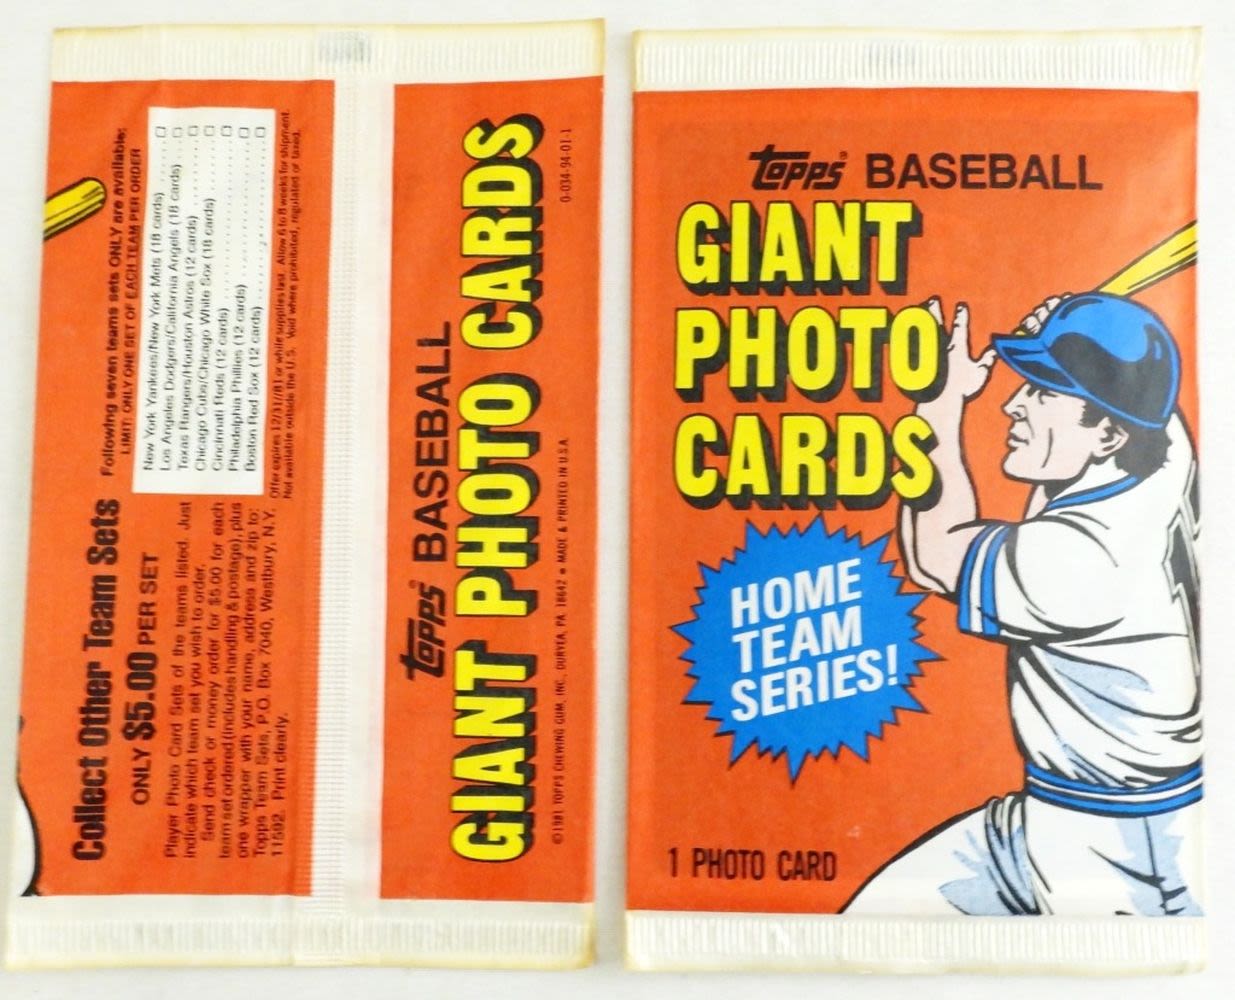 Collect Other Team Sets
ONLY $5.00 PER SET
Player Photo Card Sets of the teams listed. Just
indicate which team set you wish to order.
Send check or money order for $5.00 for each
team set ordered (includes handling & postage), plus
one wrapper with your name, address and zip to:
Topps Team Sets, P.O. Box 7040, Westbury, N.Y.
11592. Print clearly.
Following seven teams sets ONLY are available:
LIMIT: ONLY ONE SET OF EACH TEAM PER ORDER
New York Yankees/New York Mets (18 cards)
Los Angeles Dodgers/California Angels (18 cards)
Texas Rangers/Houston Astros (12 cards)
Chicago Cubs/Chicago White Sox (18 cards)
Cincinnati Reds (12 cards)
Philadelphia Phillies (12 cards)
Boston Red Sox (12 cards)
Offer expires 12/31/81 or while supplies last. Allow 6 to 8 weeks for shipment.
Not available outside the U.S. Void where prohibited, regulated or taxed.
Topps® BASEBALL
GIANT PHOTO CARDS
©1981 TOPPS CHEWING GUM, INC., DURYEA, PA 18642 • MADE & PRINTED IN U.S.A.
0-034-94-01-1
Topps® BASEBALL
GIANT
PHOTO
CARDS
HOME
TEAM
SERIES!
1 PHOTO CARD